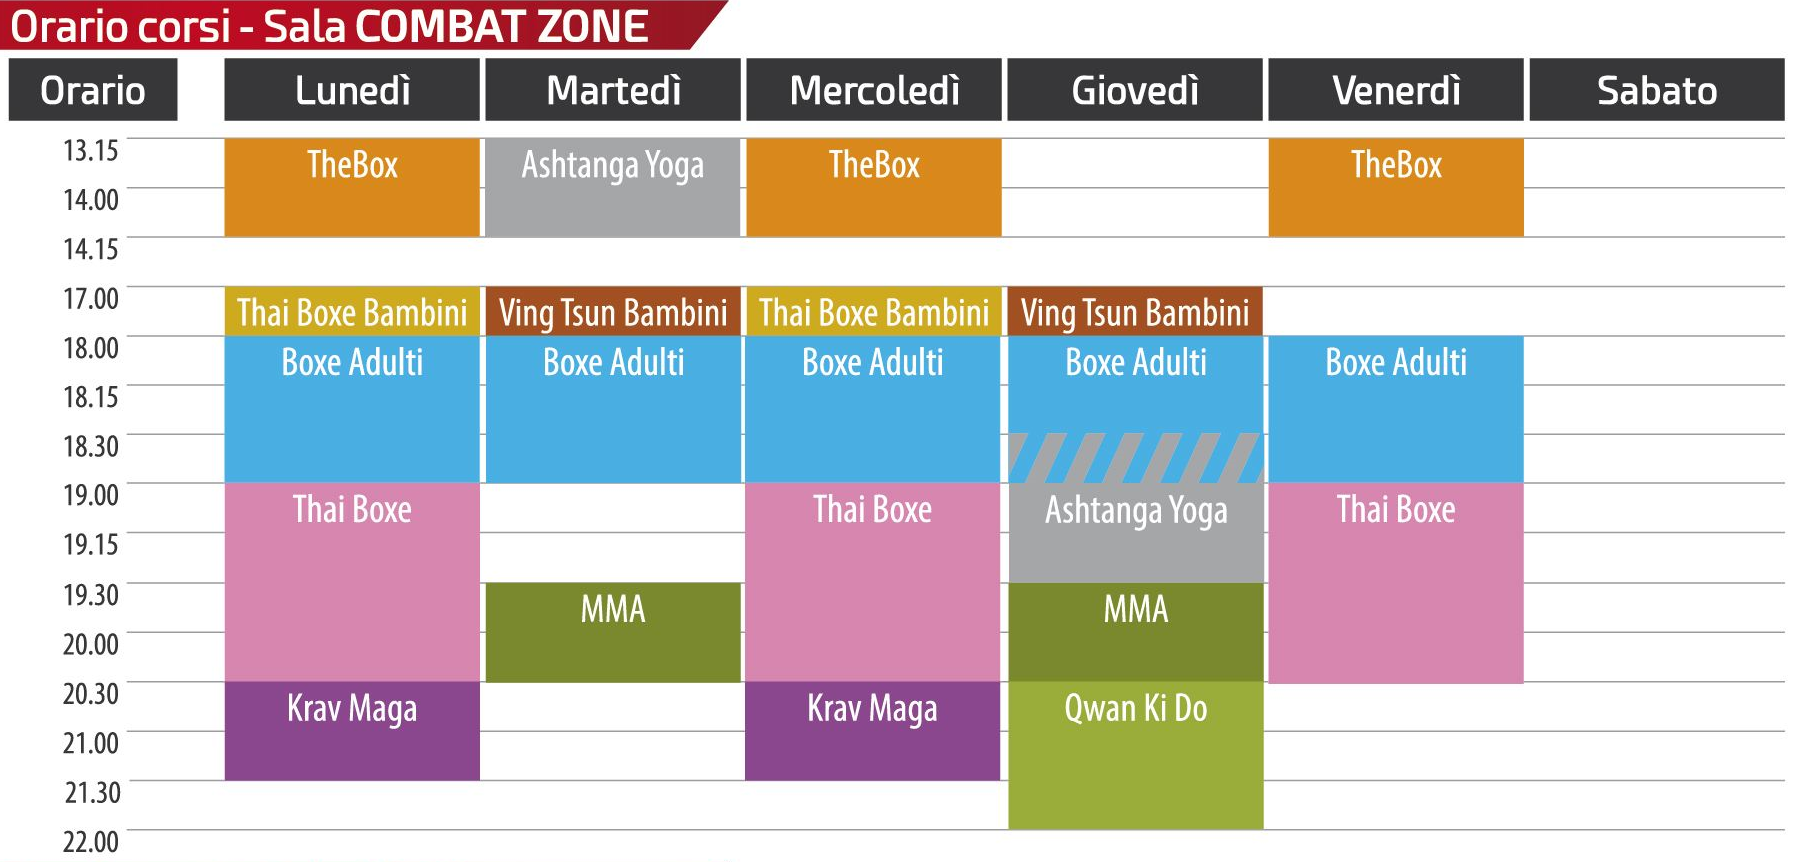 Orario corsi - Sala COMBAT ZONE
Orario Lunedì Martedì Mercoledì Giovedì Venerdì Sabato
13.15 TheBox Ashtanga Yoga TheBox TheBox
14.00
14.15
17.00 Thai Boxe Bambini Ving Tsun Bambini Thai Boxe Bambini Ving Tsun Bambini
18.00 Boxe Adulti Boxe Adulti Boxe Adulti Boxe Adulti Boxe Adulti
18.15
18.30
19.00 Thai Boxe Thai Boxe Ashtanga Yoga Thai Boxe
19.15
19.30 MMA MMA
20.00
20.30 Krav Maga Krav Maga Qwan Ki Do
21.00
21.30
22.00